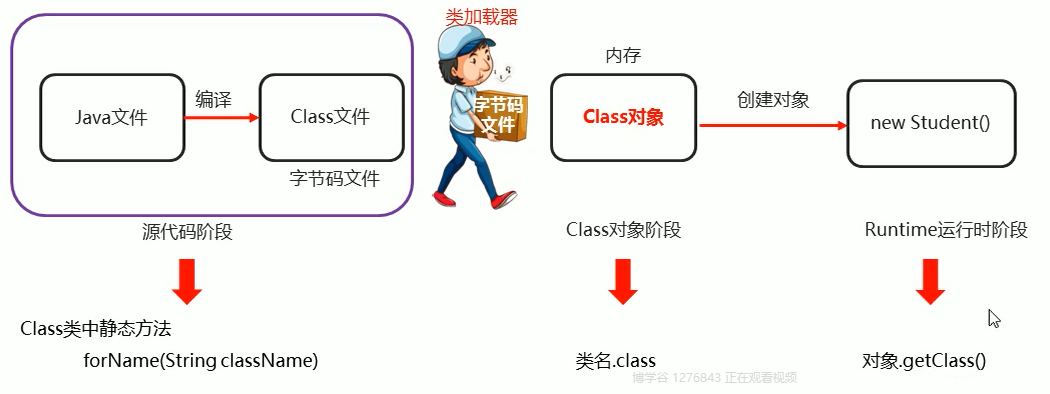 类加载器
内存
Java文件
编译
Class文件
字节码
文件
Class对象
创建对象
new Student()
字节码文件
源代码阶段
Class对象阶段
Runtime运行时阶段
Class类中静态方法
forName(String className)
类名.class
对象.getClass()
博学谷 1276843 正在观看视频